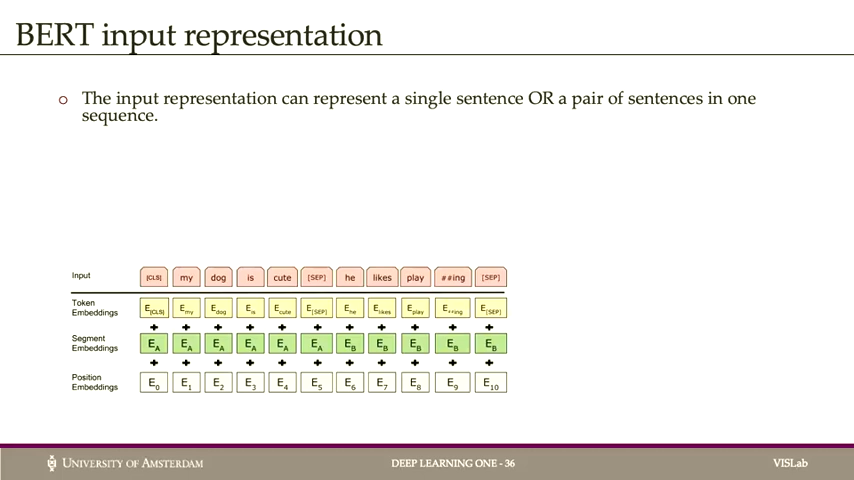 BERT input representation
The input representation can represent a single sentence OR a pair of sentences in one
sequence.
Input [CLS] my dog is cute [SEP] he likes play ##ing [SEP]
Token
Embeddings
E[CLS] Emy Edog Eis Ecute E[SEP] Ehe Elikes Eplay E**ing E[SEP]
+ + + + + + + + + + +
Segment
Embeddings
EA EA EA EA EA EA EB EB EB EB EB
+ + + + + + + + + + +
Position
Embeddings
E0 E1 E2 E3 E4 E5 E6 E7 E8 E9 E10
UNIVERSITY OF AMSTERDAM
DEEP LEARNING ONE - 36
VISLab